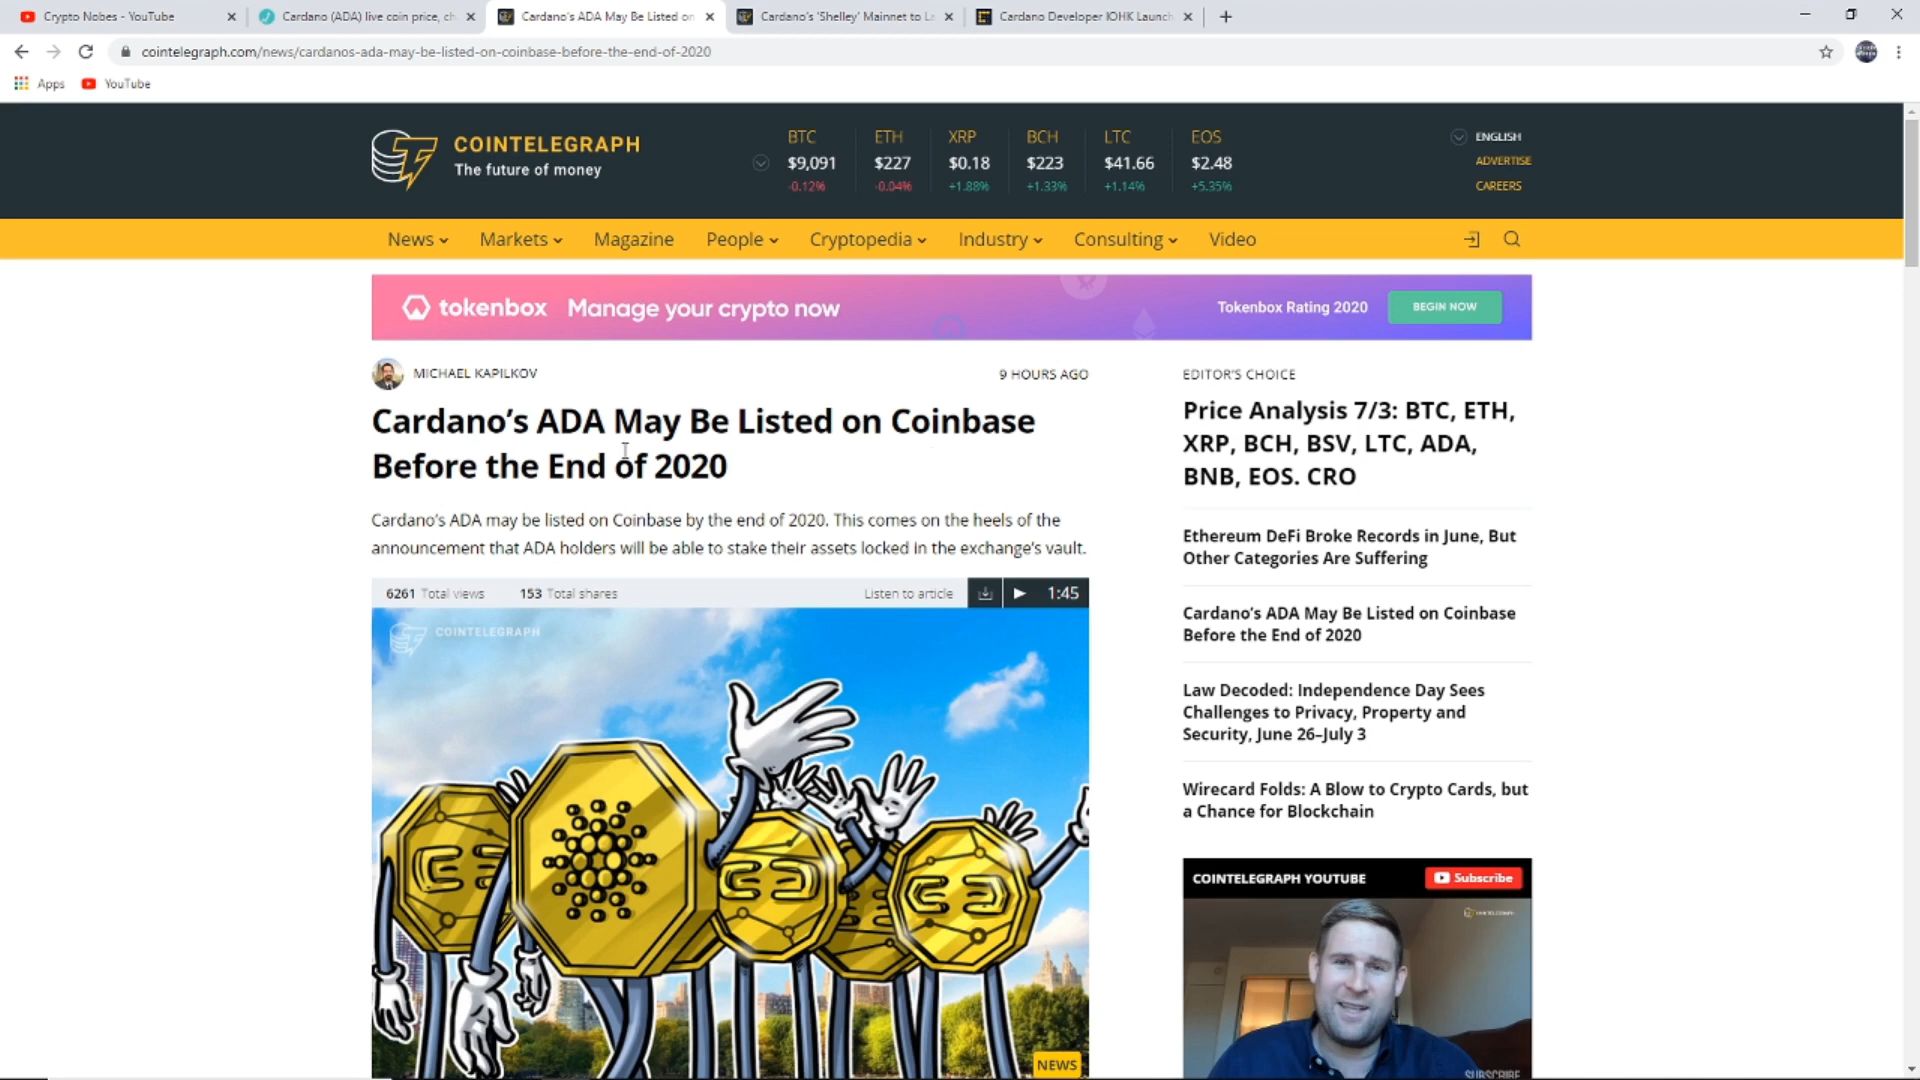 Crypto Nobes - YouTube
Cardano (ADA) live coin price, ch
Cardano's ADA May Be Listed on
Cardano's 'Shelley' Mainnet to La
Cardano Developer IOHK Launch
cointelegraph.com/news/cardanos-ada-may-be-listed-on-coinbase-before-the-end-of-2020
Apps
YouTube
COINTELEGRAPH
The future of money
BTC
$9,091
-0.12%
ETH
$227
-0.04%
XRP
$0.18
+1.88%
BCH
$223
+1.33%
LTC
$41.66
+1.14%
EOS
$2.48
+5.35%
ENGLISH
ADVERTISE
CAREERS
News
Markets
Magazine
People
Cryptopedia
Industry
Consulting
Video
tokenbox
Manage your crypto now
Tokenbox Rating 2020
BEGIN NOW
MICHAEL KAPILKOV
9 HOURS AGO
Cardano's ADA May Be Listed on Coinbase
Before the End of 2020
Cardano's ADA may be listed on Coinbase by the end of 2020. This comes on the heels of the
announcement that ADA holders will be able to stake their assets locked in the exchange's vault.
6261 Total views
153 Total shares
Listen to article
1:45
COINTELEGRAPH
NEWS
EDITOR'S CHOICE
Price Analysis 7/3: BTC, ETH,
XRP, BCH, BSV, LTC, ADA,
BNB, EOS. CRO
Ethereum DeFi Broke Records in June, But
Other Categories Are Suffering
Cardano's ADA May Be Listed on Coinbase
Before the End of 2020
Law Decoded: Independence Day Sees
Challenges to Privacy, Property and
Security, June 26–July 3
Wirecard Folds: A Blow to Crypto Cards, but
a Chance for Blockchain
COINTELEGRAPH YOUTUBE
Subscribe
SUBSCRIBE